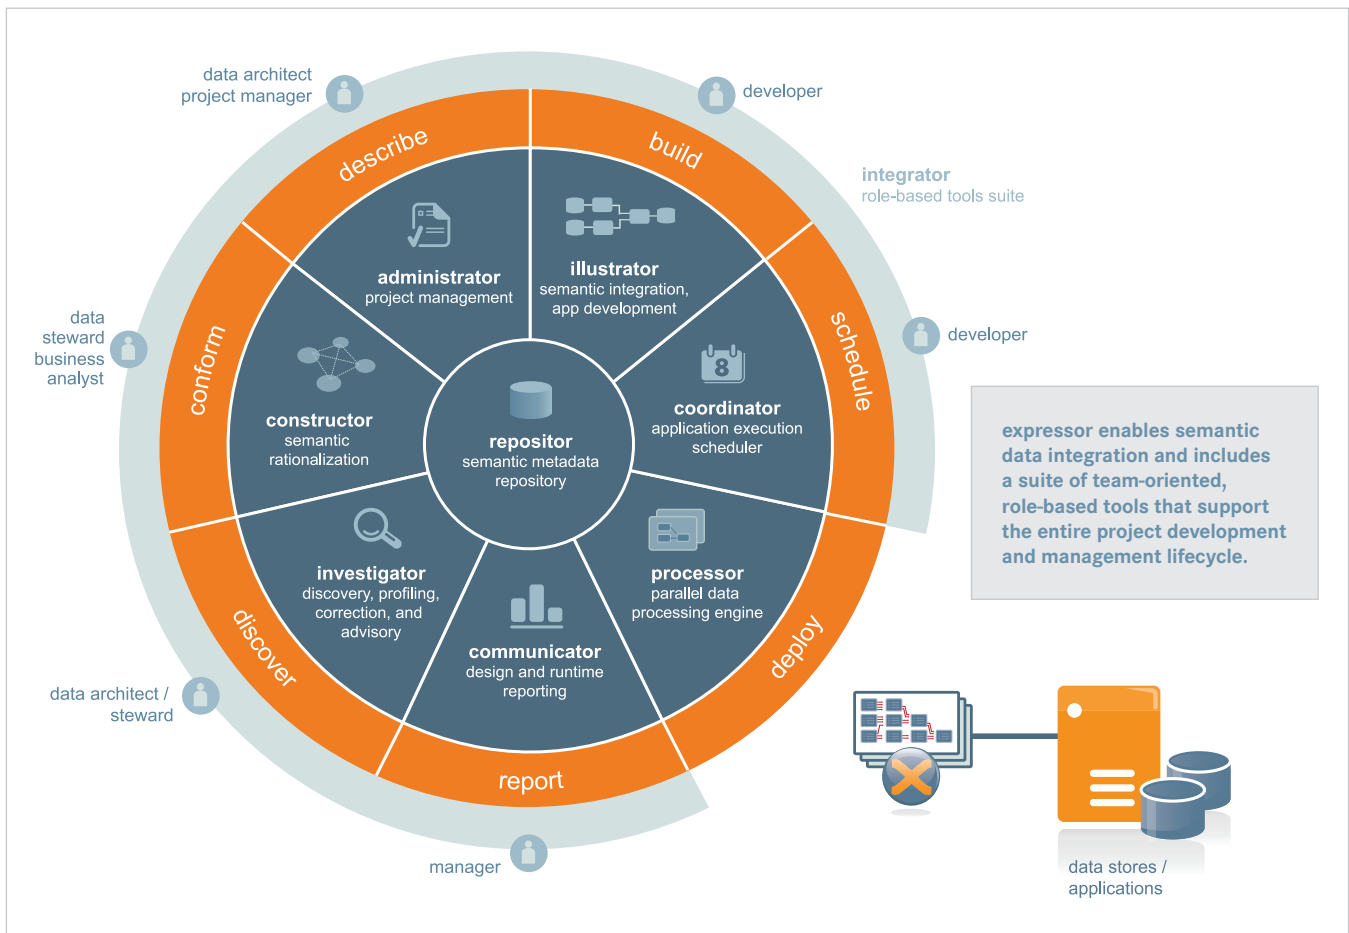 data architect
project manager
developer
describe
build
integrator
role-based tools suite
administrator
project management
illustrator
semantic integration,
app development
data
steward
business
analyst
conform
schedule
developer
8
constructor
semantic
rationalization
coordinator
application execution
scheduler
repositor
semantic metadata
repository
expressor enables semantic
data integration and includes
a suite of team-oriented,
role-based tools that support
the entire project development
and management lifecycle.
investigator
discovery, profiling,
correction, and
advisory
processor
parallel data
processing engine
communicator
design and runtime
reporting
discover
deploy
data architect /
steward
report
manager
data stores /
applications